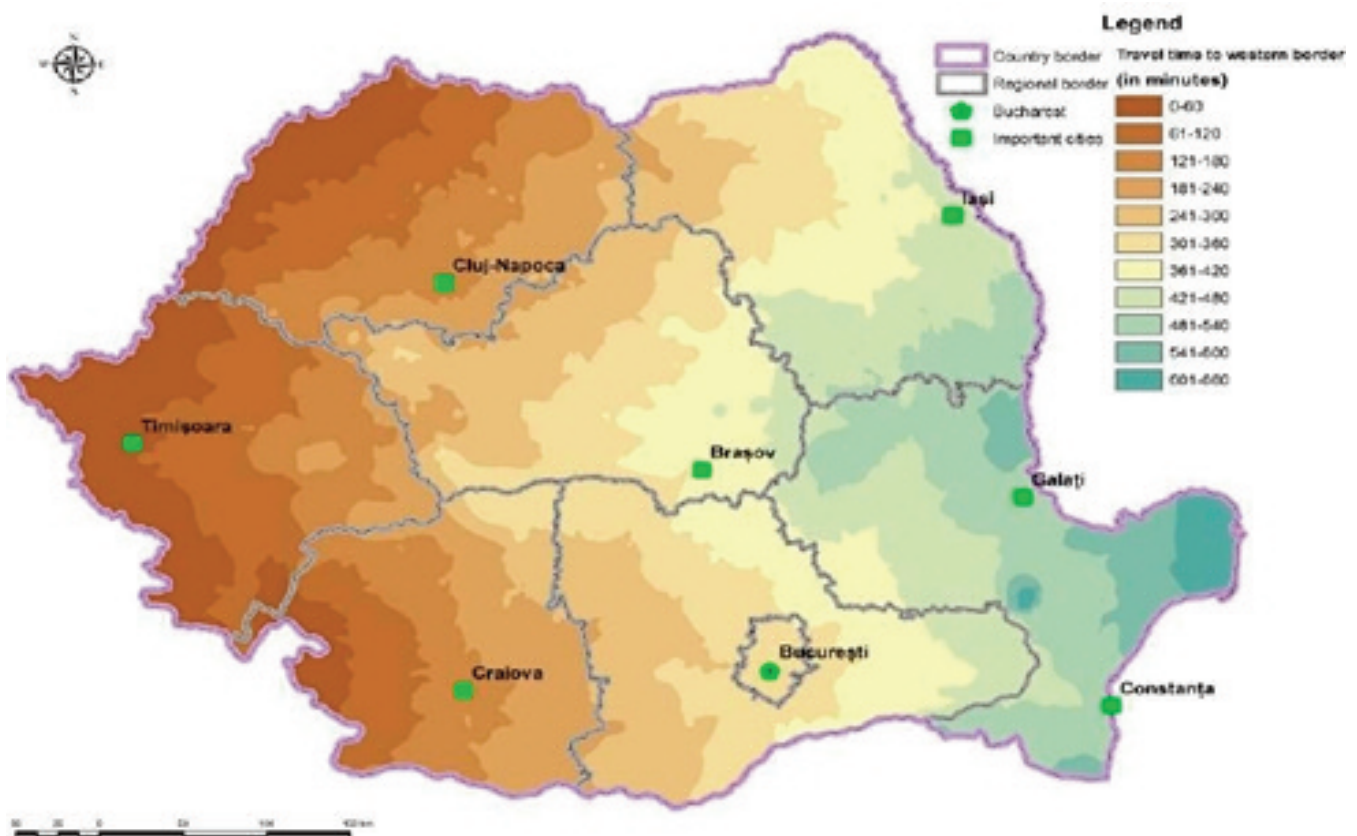 Legend
Country border
Regional border
Bucharest
Important cities
Travel time to western border
(in minutes)
0-60
61-120
121-180
181-240
241-300
301-360
361-420
421-480
481-540
541-600
601-660
Iași
Cluj-Napoca
Timișoara
Brașov
Galați
București
Craiova
Constanța